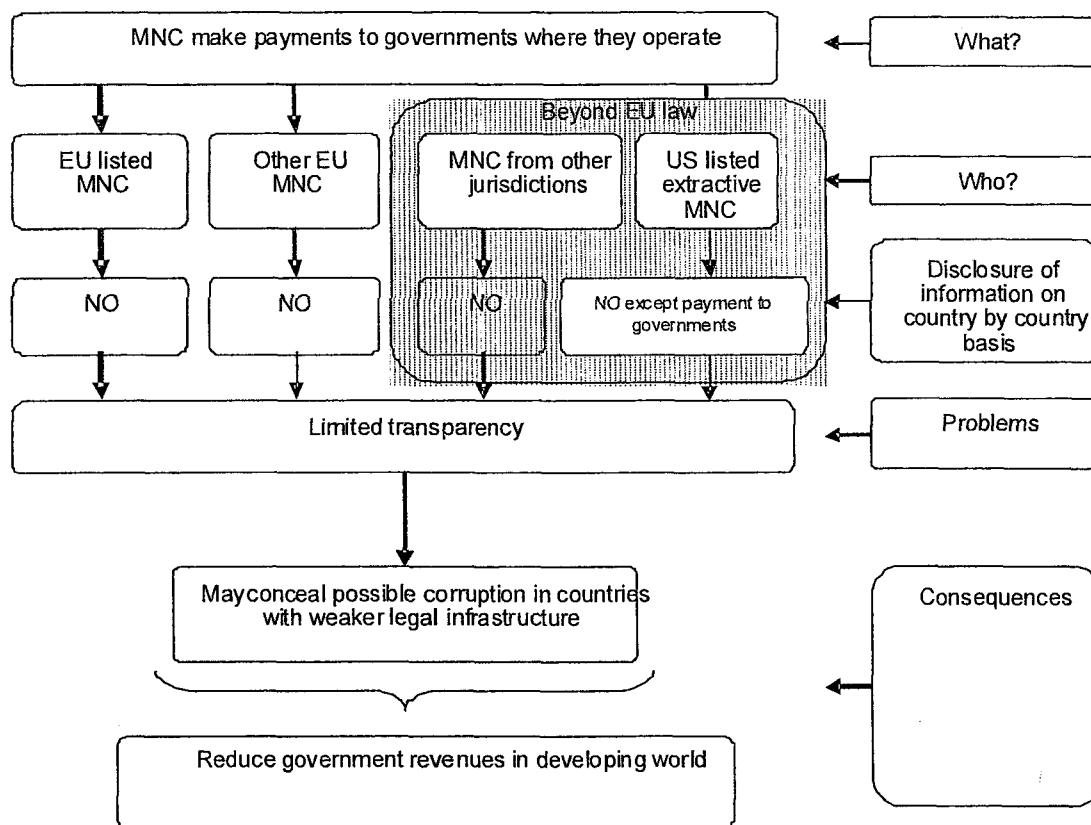 MNC make payments to governments where they operate
What?
Beyond EU law
EU listed
MNC
Other EU
MNC
MNC from other
jurisdictions
US listed
extractive
MNC
Who?
NO
NO
NO
NO except payment to
governments
Disclosure of
information on
country by country
basis
Limited transparency
Problems
Mayconceal possible corruption in countries
with weaker legal infrastructure
Consequences
Reduce government revenues in developing world